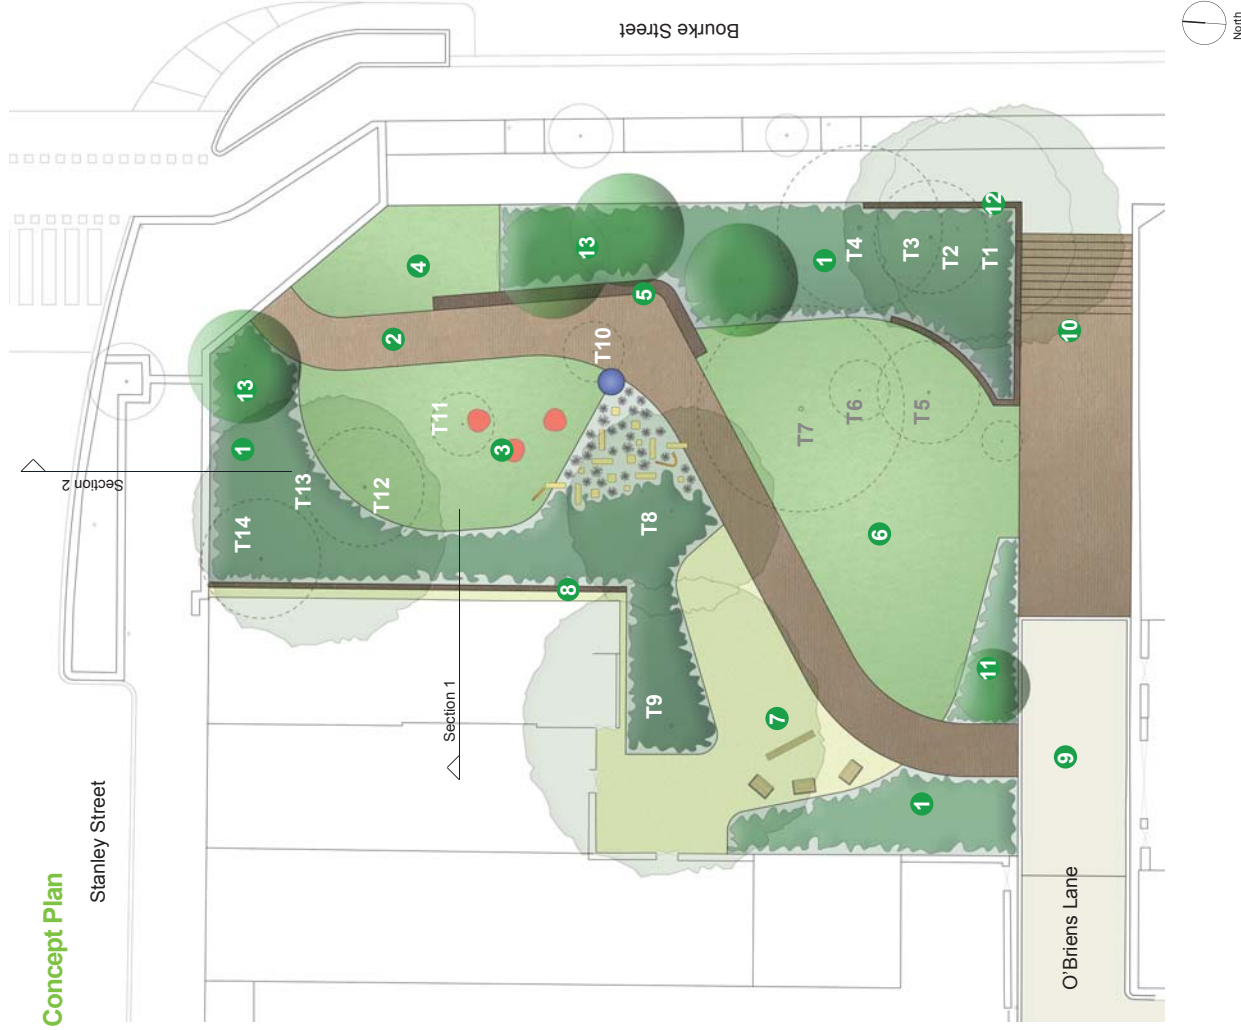 Concept Plan
Stanley Street
Bourke Street
North
Section 2
Section 1
O'Briens Lane
T14
1
13
T13
T12
2
4
T11
3
T10
5
13
8
T8
T9
1
T4
T3
T2
T1
12
T7
T6
T5
6
7
11
10
1
9